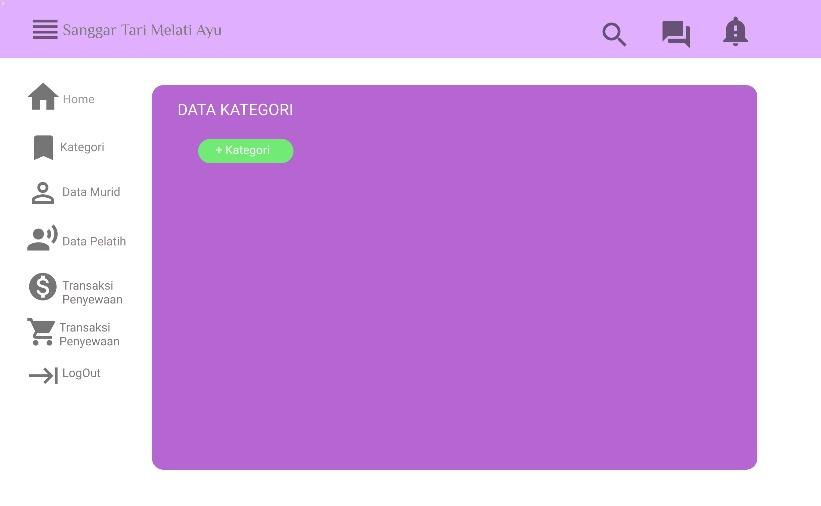 Sanggar Tari Melati Ayu
Home
Kategori
Data Murid
Data Pelatih
Transaksi
Penyewaan
Transaksi
Penyewaan
LogOut
DATA KATEGORI
+ Kategori